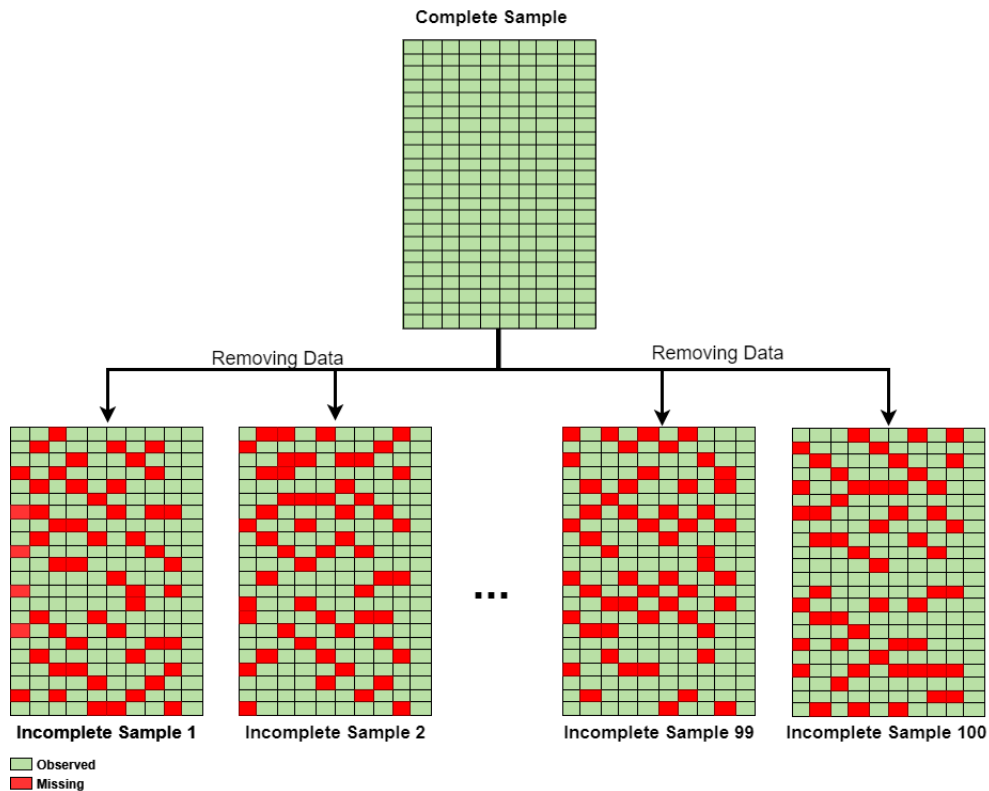 Complete Sample
Removing Data
Removing Data
...
Incomplete Sample 1
Incomplete Sample 2
Incomplete Sample 99
Incomplete Sample 100
Observed
Missing